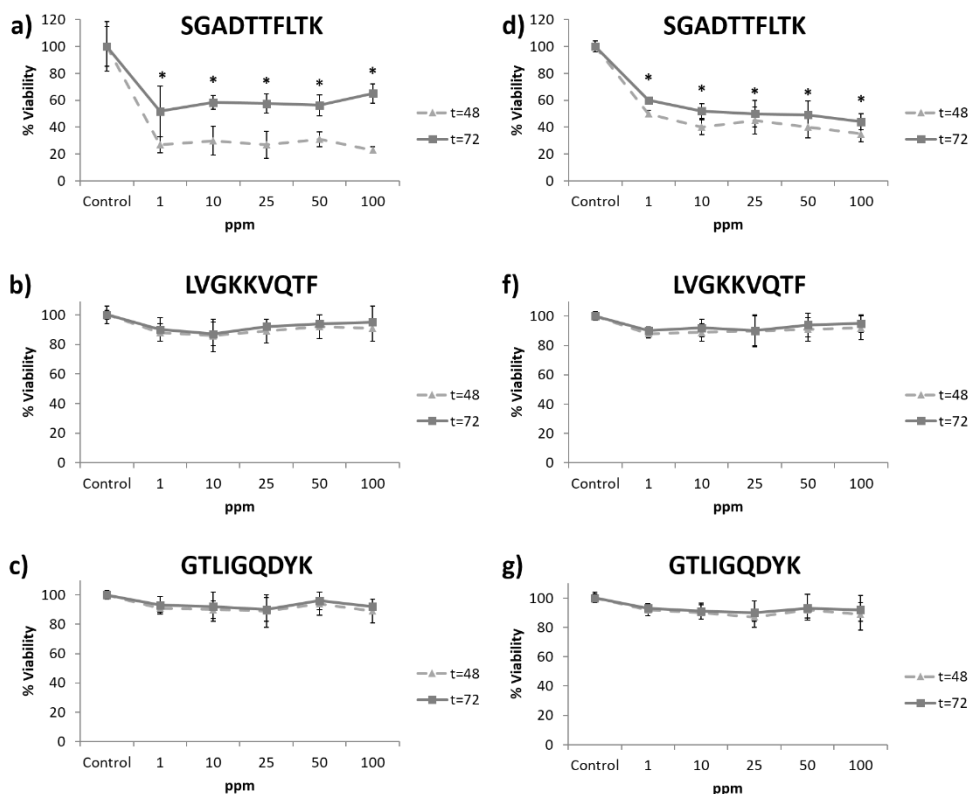 a)
SGADTTFLTK
% Viability
120
100
80
60
40
20
0
* * * * *
Control 1 10 25 50 100
ppm
t=48
t=72
d)
SGADTTFLTK
% Viability
120
100
80
60
40
20
0
* * * * *
Control 1 10 25 50 100
ppm
t=48
t=72
b)
LVGKKVQTF
% Viability
100
80
60
40
20
0
Control 1 10 25 50 100
ppm
t=48
t=72
f)
LVGKKVQTF
% Viability
100
80
60
40
20
0
Control 1 10 25 50 100
ppm
t=48
t=72
c)
GTLIGQDYK
% Viability
100
80
60
40
20
0
Control 1 10 25 50 100
ppm
t=48
t=72
g)
GTLIGQDYK
% Viability
100
80
60
40
20
0
Control 1 10 25 50 100
ppm
t=48
t=72